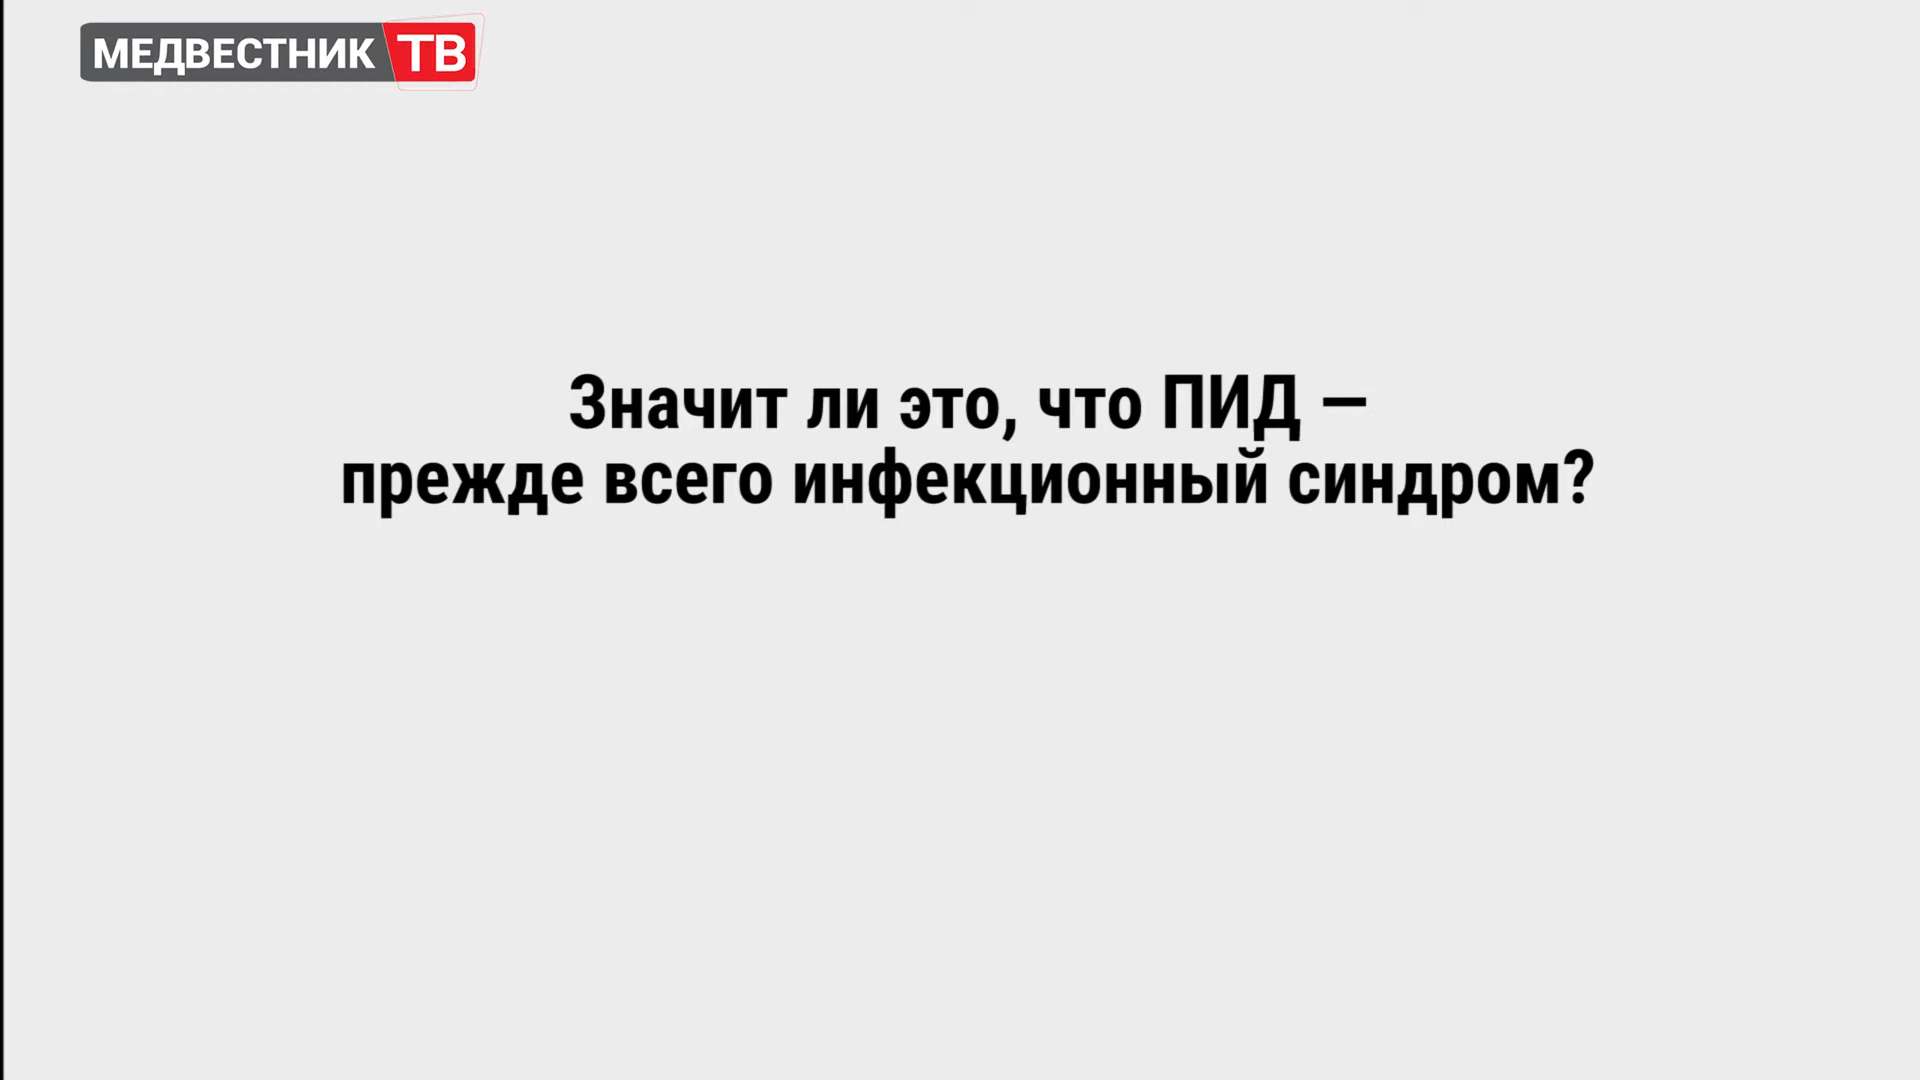 МЕДВЕСТНИК ТВ
Значит ли это, что ПИД —
прежде всего инфекционный синдром?